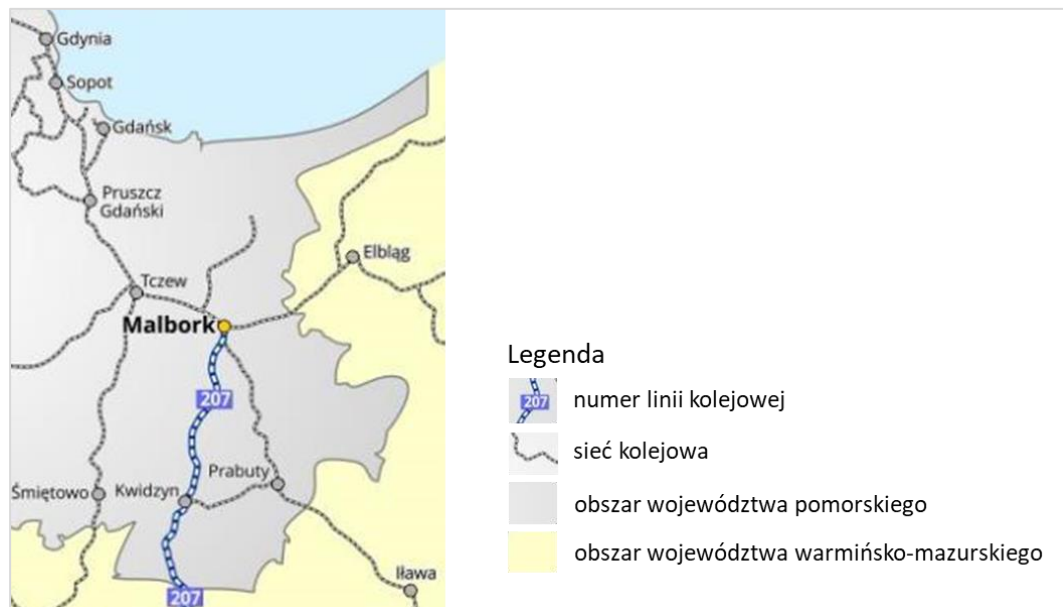 Gdynia
Sopot
Gdańsk
Pruszcz
Gdański
Elbląg
Tczew
Malbork
207
Prabuty
Śmiętowo
Kwidzyn
Iława
207
Legenda
207 numer linii kolejowej
sieć kolejowa
obszar województwa pomorskiego
obszar województwa warmińsko-mazurskiego